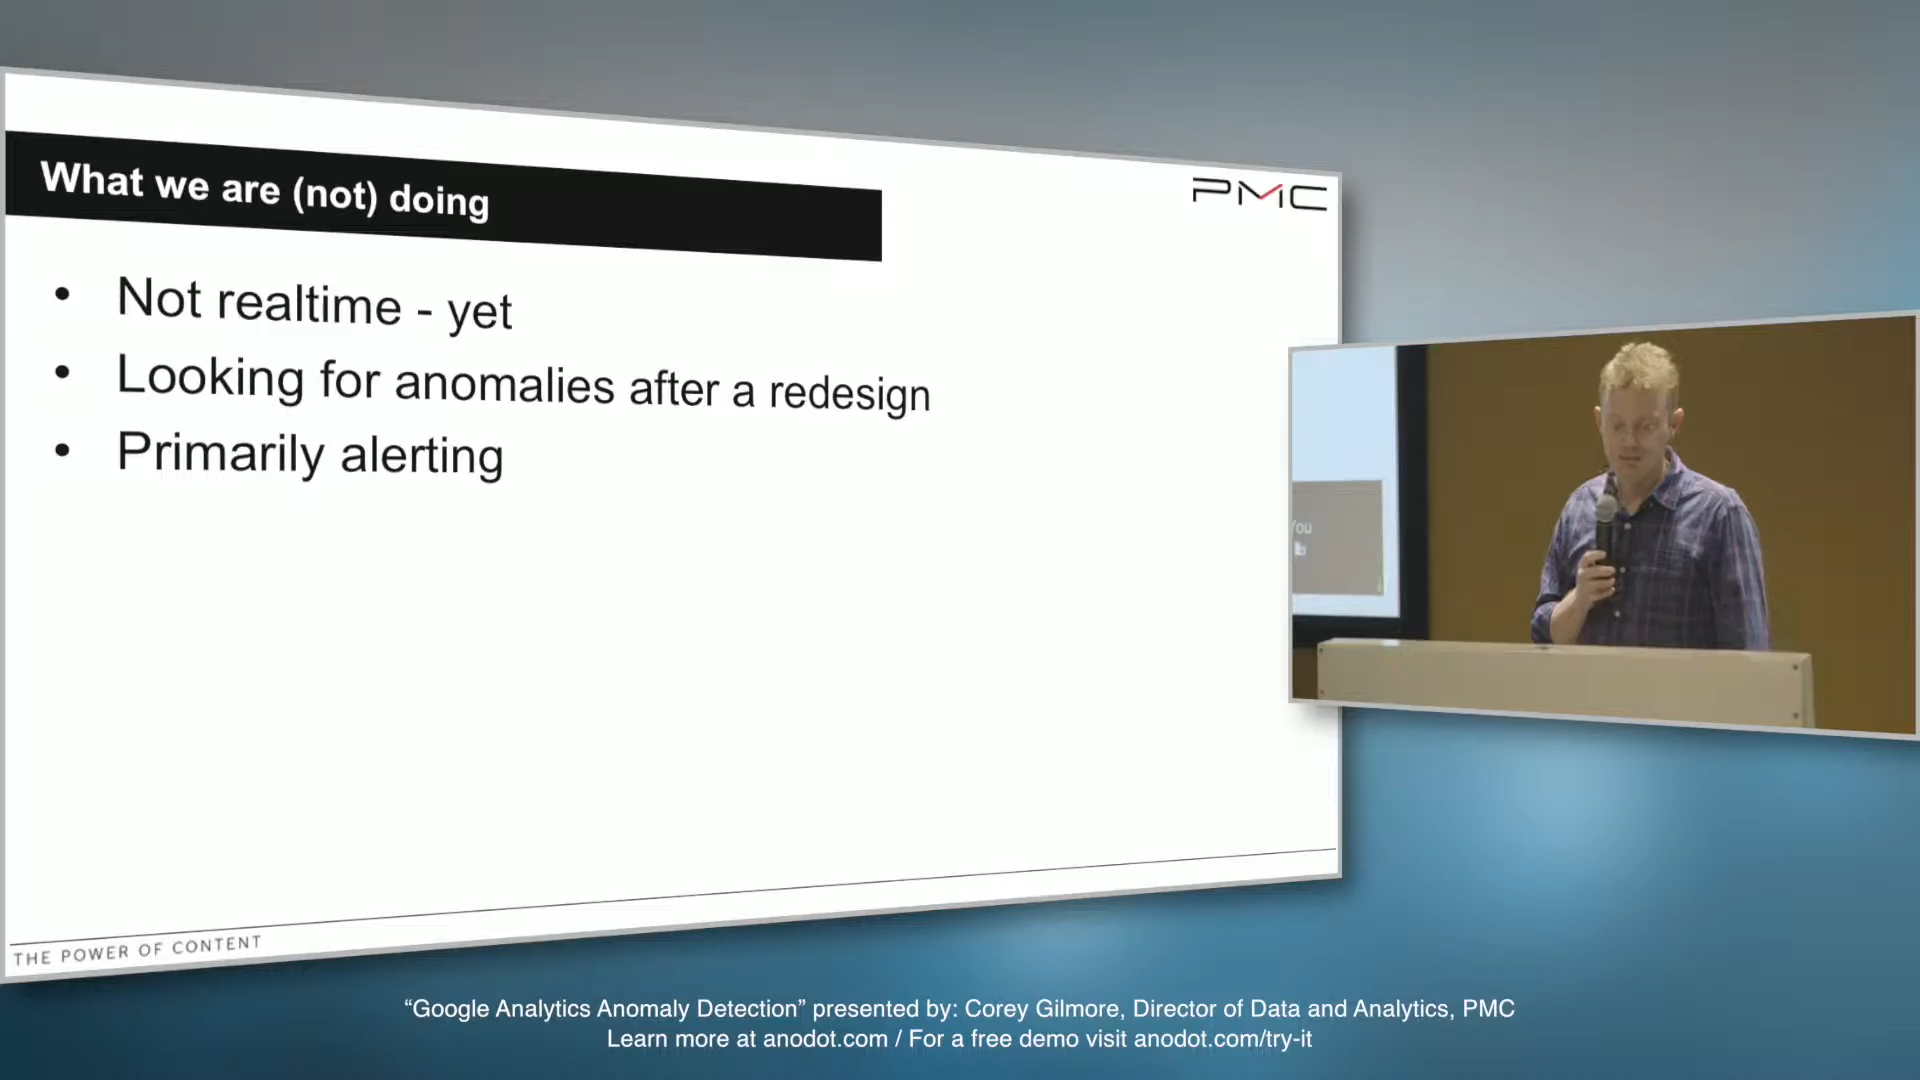 What we are (not) doing
PMC
• Not realtime - yet
• Looking for anomalies after a redesign
• Primarily alerting
You
THE POWER OF CONTENT
“Google Analytics Anomaly Detection” presented by: Corey Gilmore, Director of Data and Analytics, PMC
Learn more at anodot.com / For a free demo visit anodot.com/try-it